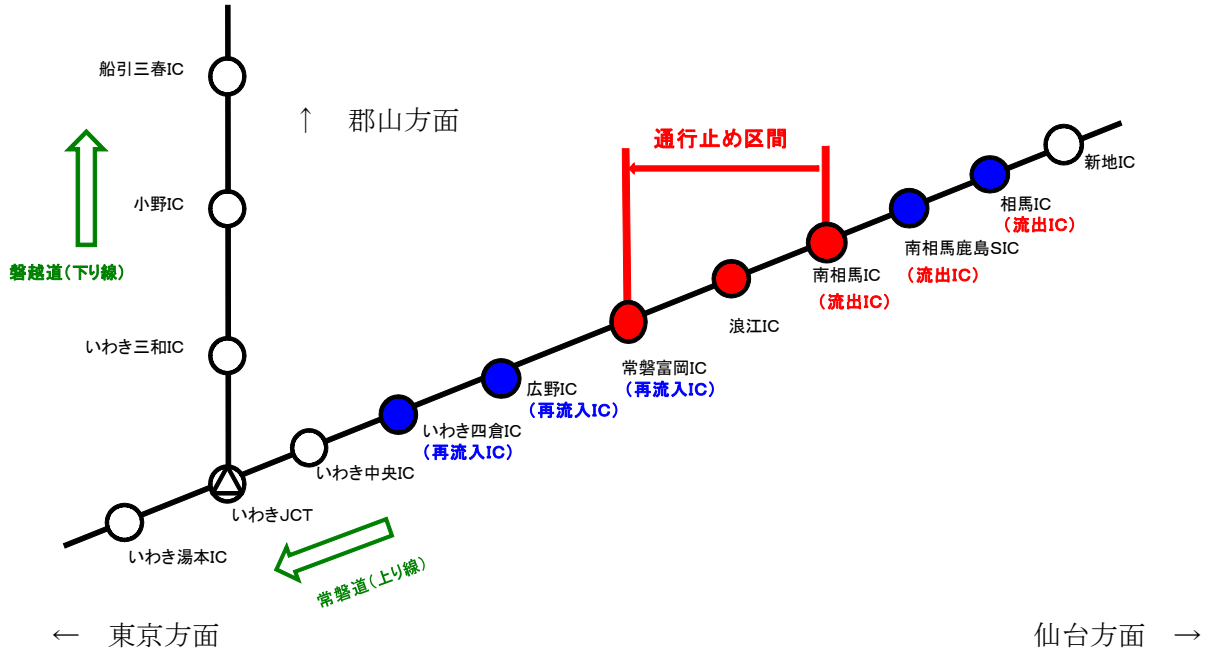 船引三春IC
↑ 郡山方面
通行止め区間
新地IC
小野IC
相馬IC
(流出IC)
南相馬鹿島SIC
(流出IC)
磐越道(下り線)
南相馬IC
(流出IC)
浪江IC
いわき三和IC
常磐富岡IC
(再流入IC)
広野IC
(再流入IC)
いわき四倉IC
(再流入IC)
いわき中央IC
いわきJCT
いわき湯本IC
常磐道(上り線)
← 東京方面
仙台方面 →